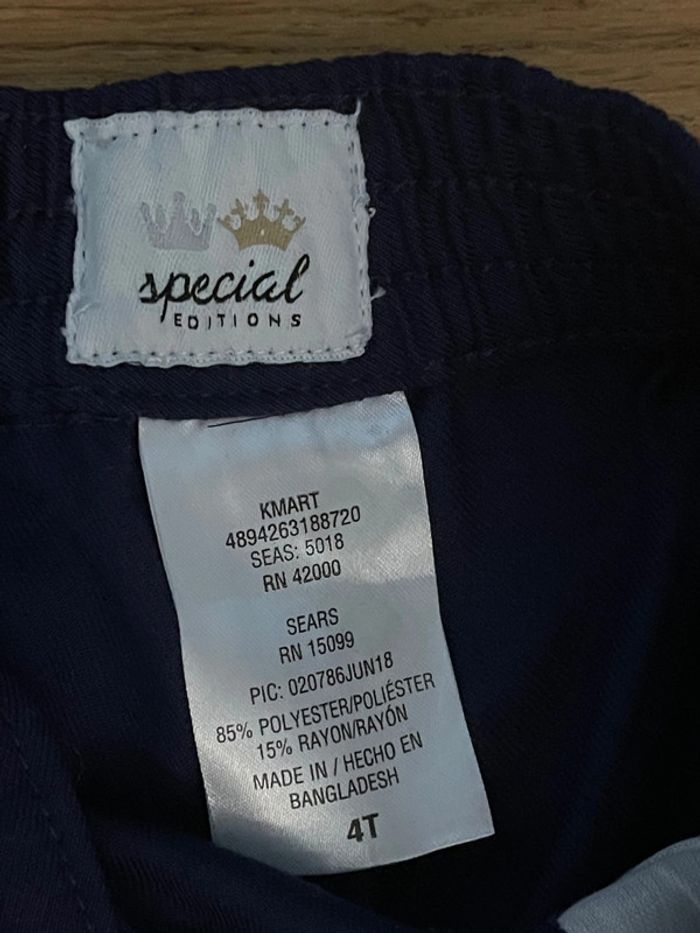 special
EDITIONS
KMART
4894263188720
SEAS: 5018
RN 42000
SEARS
RN 15099
PIC: 020786JUN18
85% POLYESTER/POLIÉSTER
15% RAYON/RAYÓN
MADE IN / HECHO EN
BANGLADESH
4T